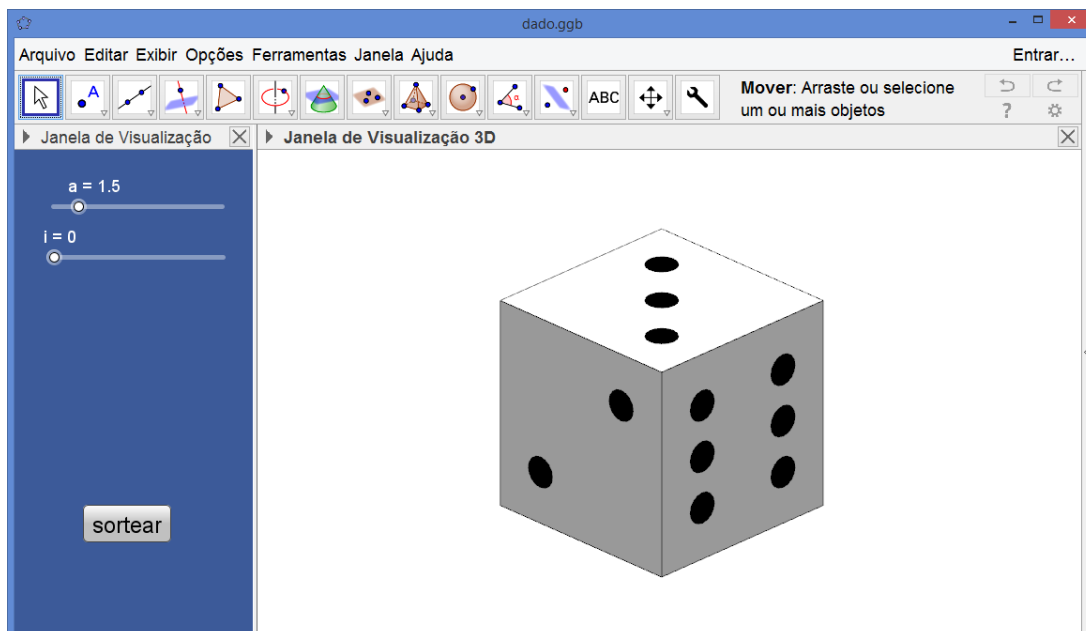 dado.ggb
Arquivo Editar Exibir Opções Ferramentas Janela Ajuda
Entrar...
A
ABC
Mover: Arraste ou selecione
um ou mais objetos
Janela de Visualização
Janela de Visualização 3D
a = 1.5
i = 0
sortear